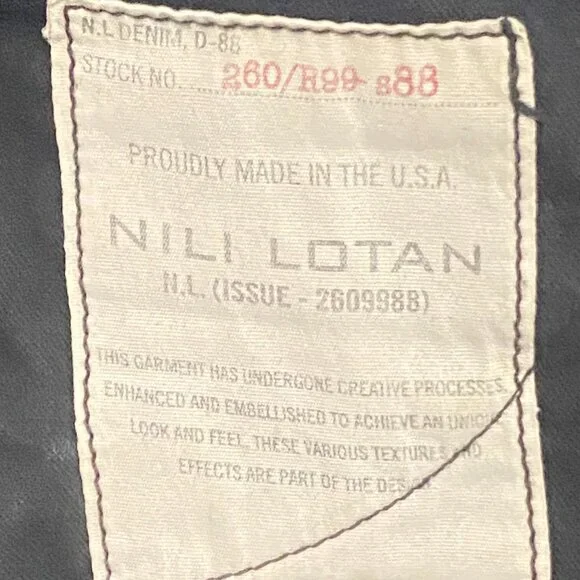 N.L DENIM, D-88
STOCK NO. 260/R99-s88
PROUDLY MADE IN THE U.S.A.
NILI LOTAN
N.L. (ISSUE - 2609988)
THIS GARMENT HAS UNDERGONE CREATIVE PROCESSES,
ENHANCED AND EMBELLISHED TO ACHIEVE AN UNIQUE
LOOK AND FEEL. THESE VARIOUS TEXTURES AND
EFFECTS ARE PART OF THE DESIGN